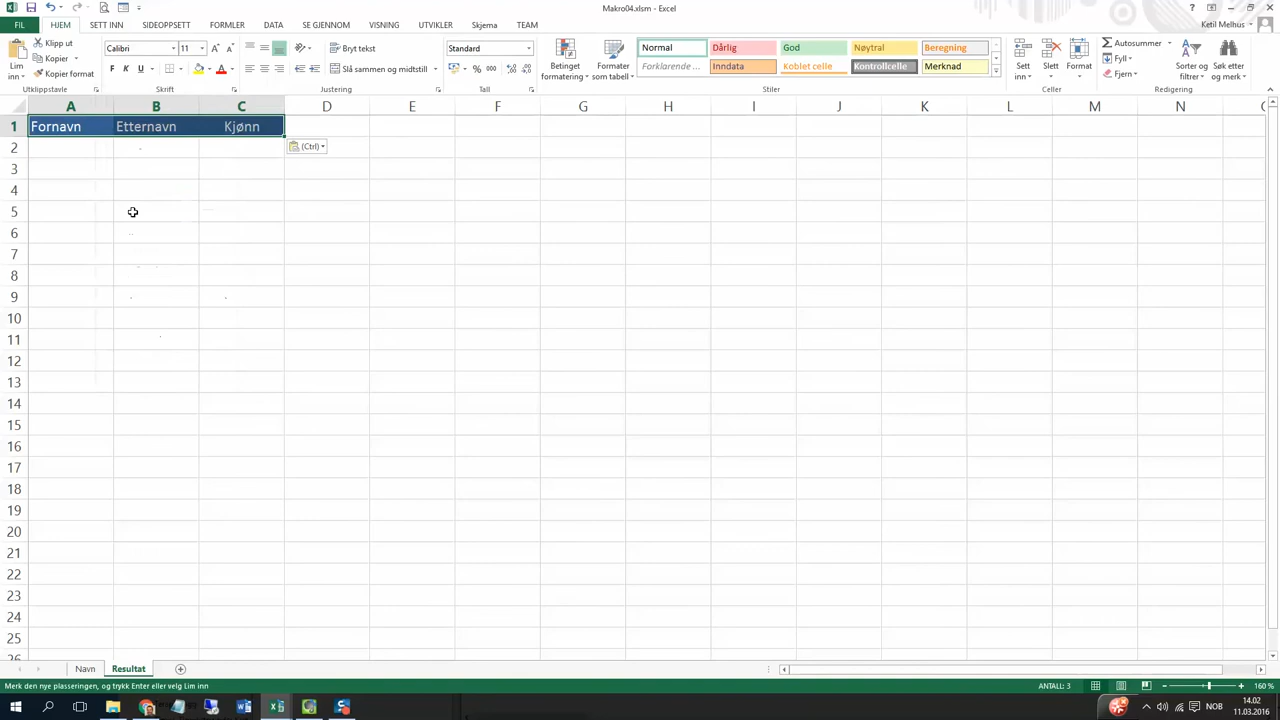 Makro04.xlsm - Excel
FIL HJEM SETT INN SIDEOPPSETT FORMLER DATA SE GJENNOM VISNING UTVIKLER Skjema TEAM Ketil Melhus
Lim inn
Klipp ut
Kopier
Kopier format
Utklippstavle
Calibri 11
F K U
Skrift
Bryt tekst
Slå sammen og midtstill
Justering
Standard
% 000
Tall
Betinget formatering
Formater som tabell
Normal Dårlig God Nøytral Beregning
Forklarende ... Inndata Koblet celle Kontrollcelle Merknad
Stiler
Sett inn
Slett
Format
Celler
Autosummer
Fyll
Fjern
Sorter og filtrer
Søk etter og merk
Redigering
A B C D E F G H I J K L M N
1 Fornavn Etternavn Kjønn
2 (Ctrl)
3
4
5
6
7
8
9
10
11
12
13
14
15
16
17
18
19
20
21
22
23
24
25
26
Navn Resultat
Merk den nye plasseringen, og trykk Enter eller velg Lim inn ANTALL: 3 160 %
NOB 14.02
11.03.2016